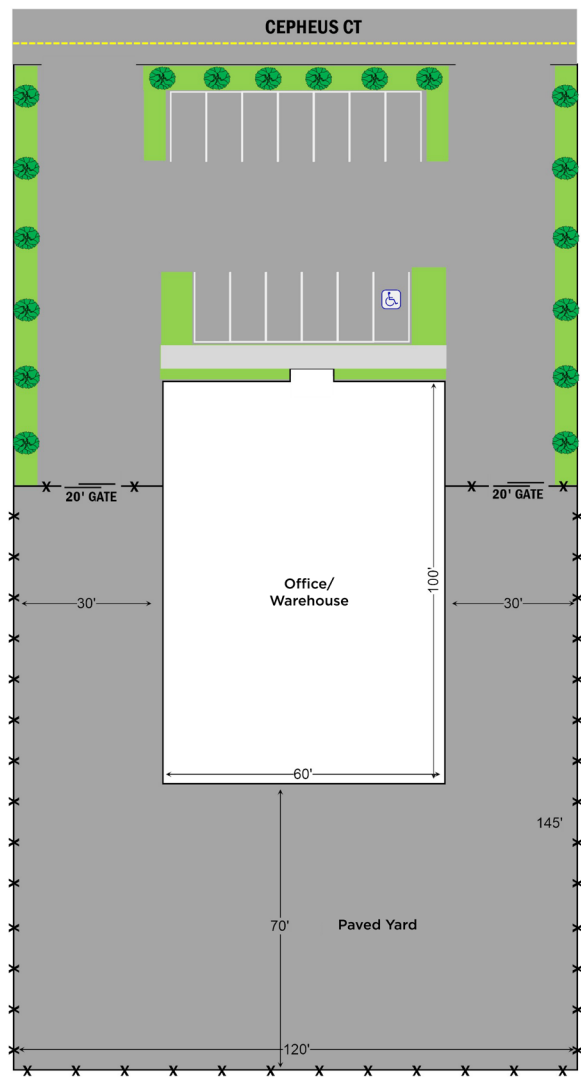 CEPHEUS CT
20' GATE
20' GATE
Office/
Warehouse
100'
30'
30'
60'
145'
70'
Paved Yard
120'